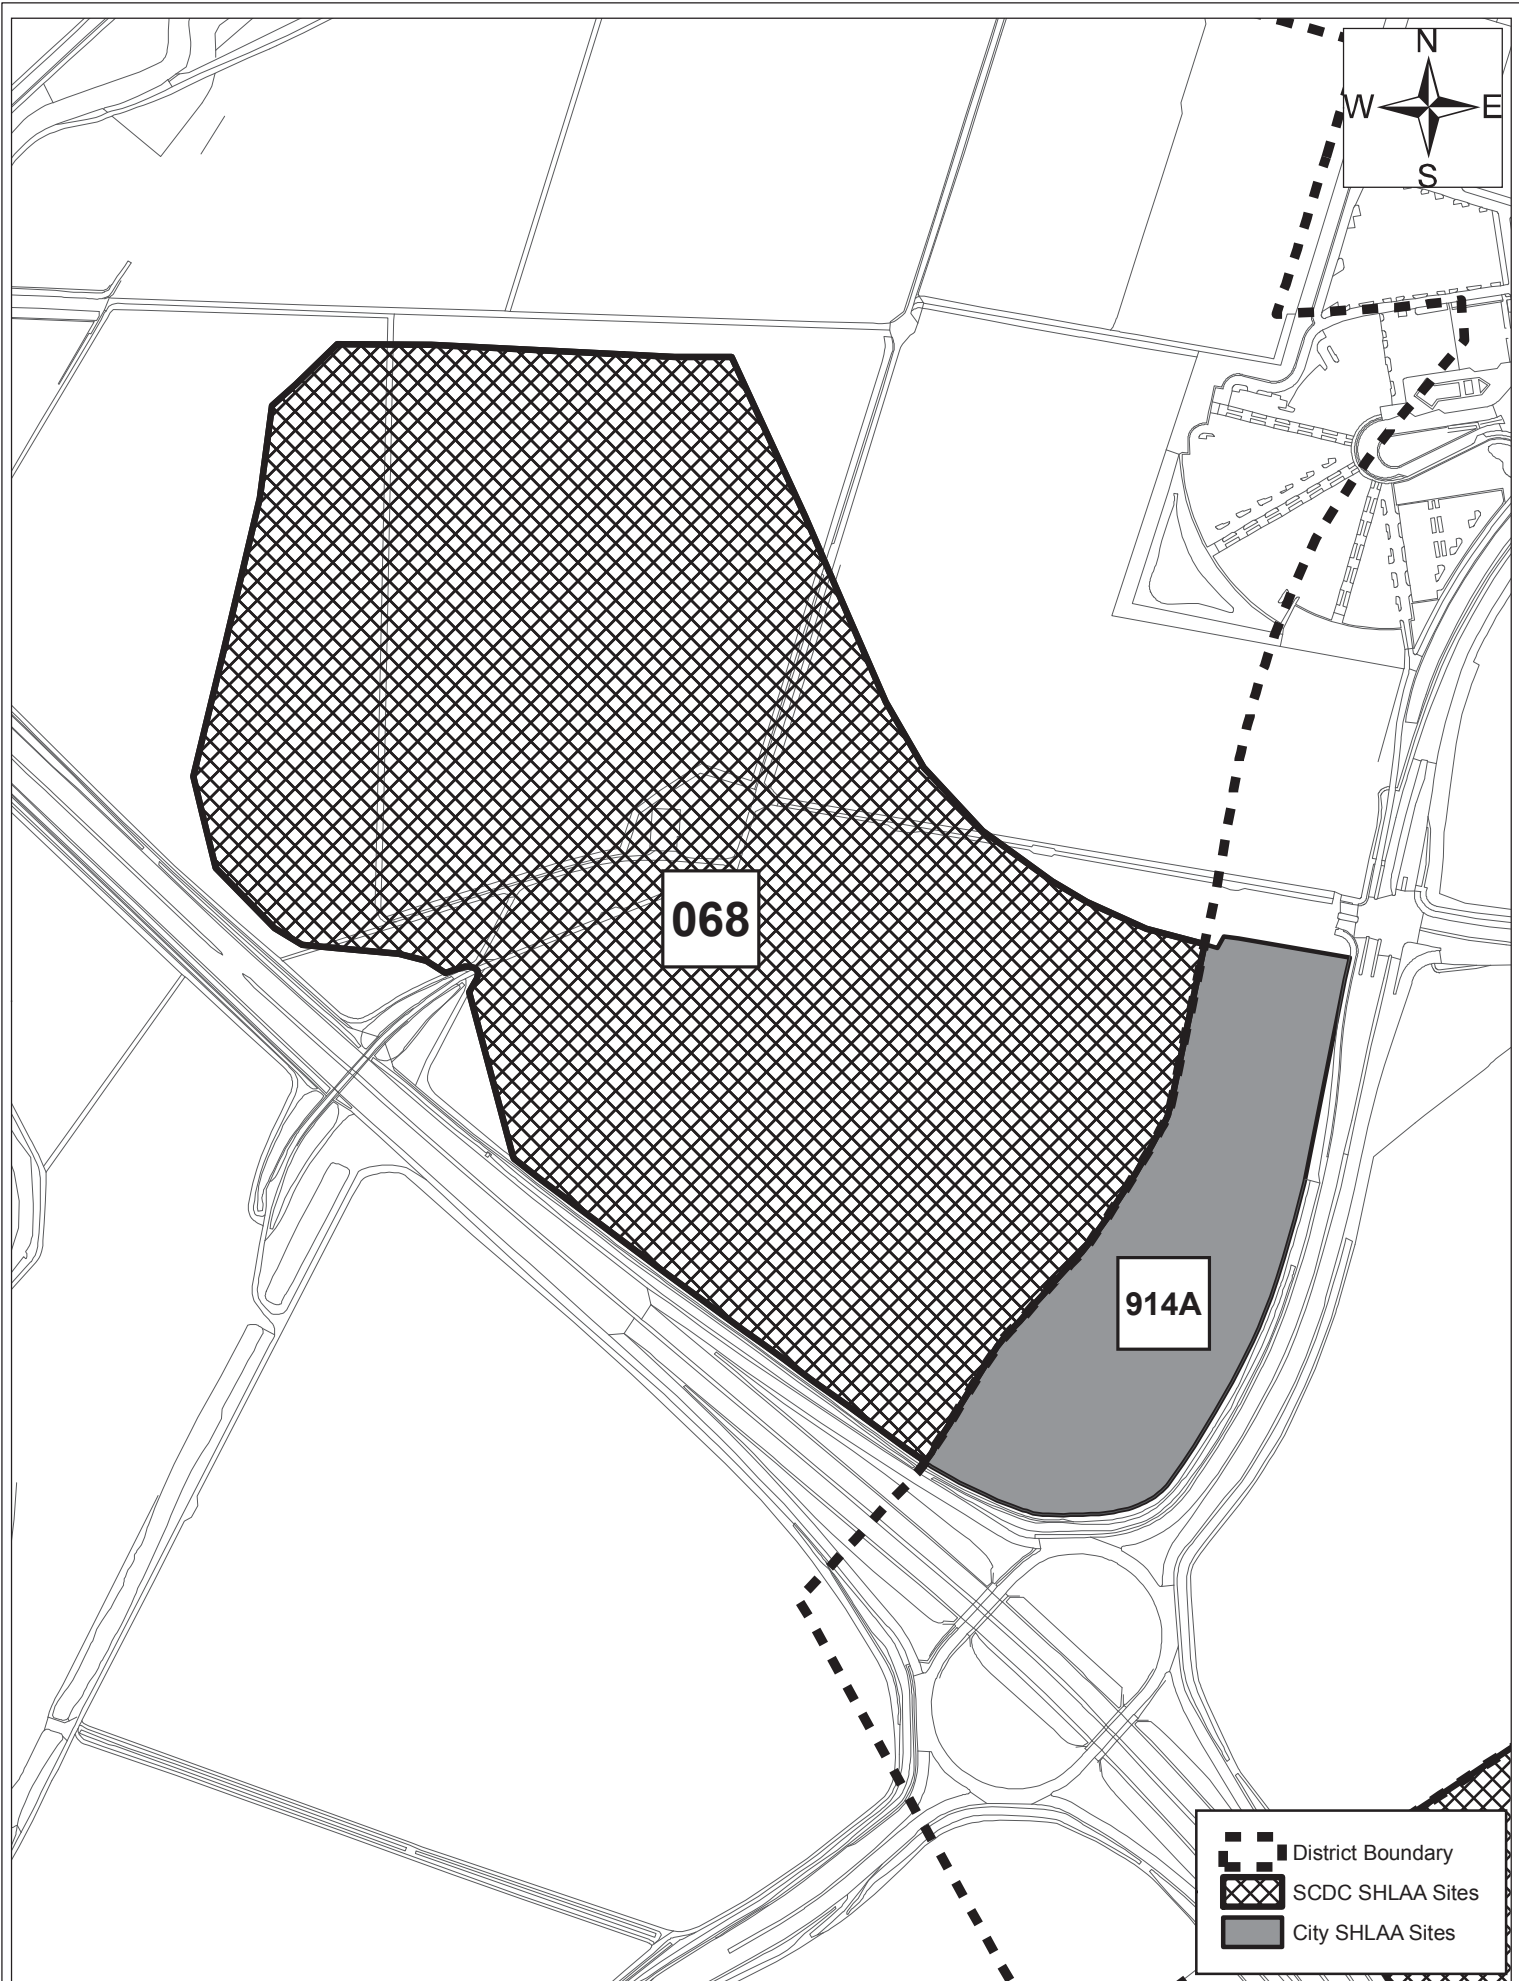 N
W E
S
068
914A
District Boundary
SCDC SHLAA Sites
City SHLAA Sites